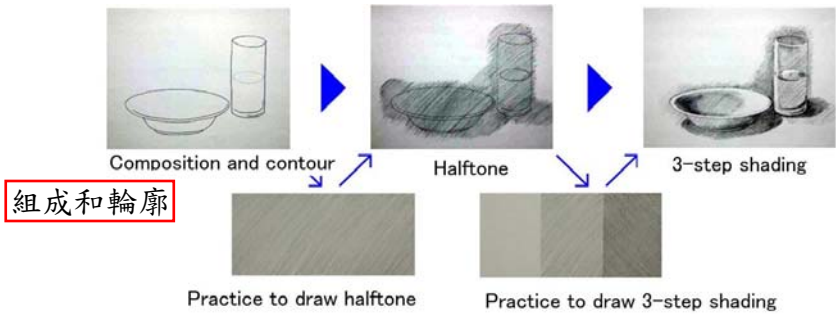 Composition and contour
Halftone
3-step shading
組成和輪廓
Practice to draw halftone
Practice to draw 3-step shading